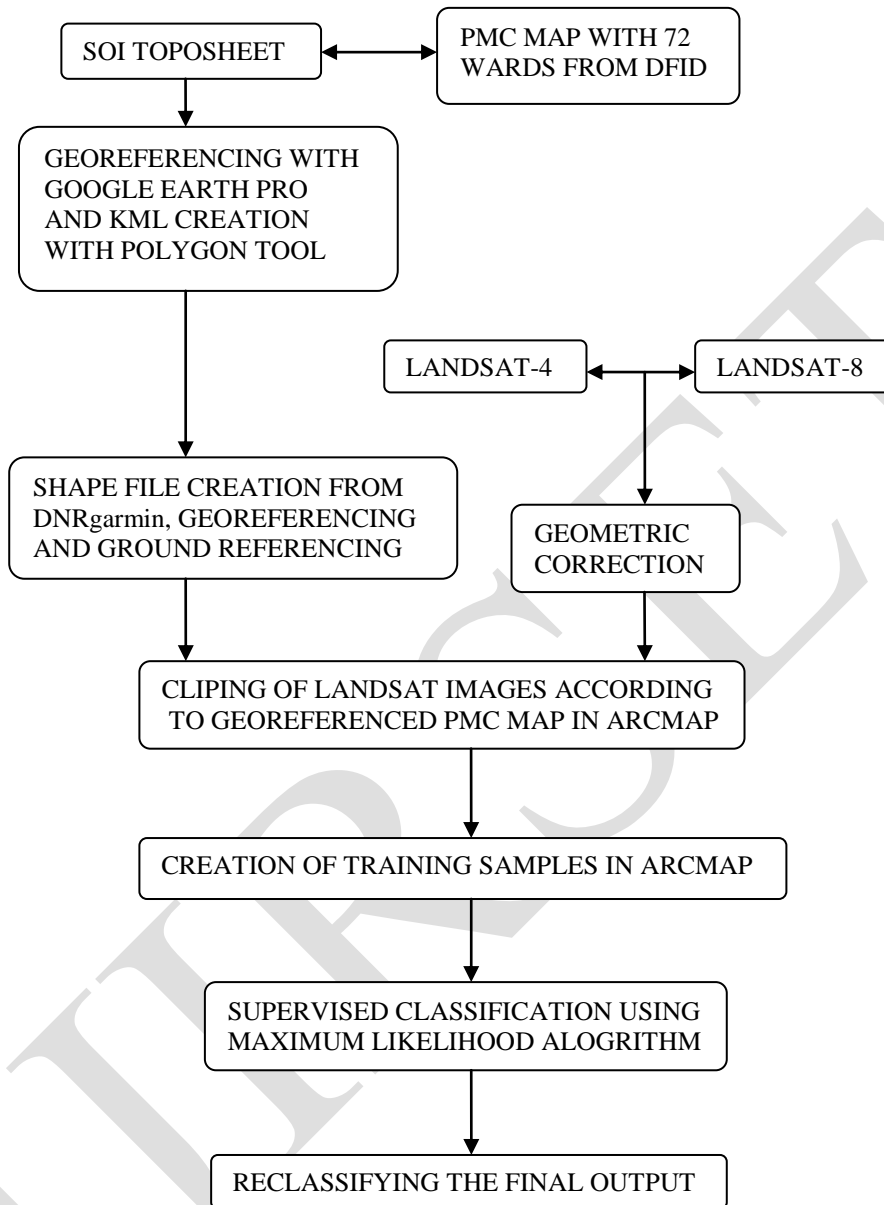 SOI TOPOSHEET
PMC MAP WITH 72
WARDS FROM DFID
GEOREFERENCING WITH
GOOGLE EARTH PRO
AND KML CREATION
WITH POLYGON TOOL
LANDSAT-4
LANDSAT-8
SHAPE FILE CREATION FROM
DNRgarmin, GEOREFERENCING
AND GROUND REFERENCING
GEOMETRIC
CORRECTION
CLIPING OF LANDSAT IMAGES ACCORDING
TO GEOREFERENCED PMC MAP IN ARCMAP
CREATION OF TRAINING SAMPLES IN ARCMAP
SUPERVISED CLASSIFICATION USING
MAXIMUM LIKELIHOOD ALOGRITHM
RECLASSIFYING THE FINAL OUTPUT